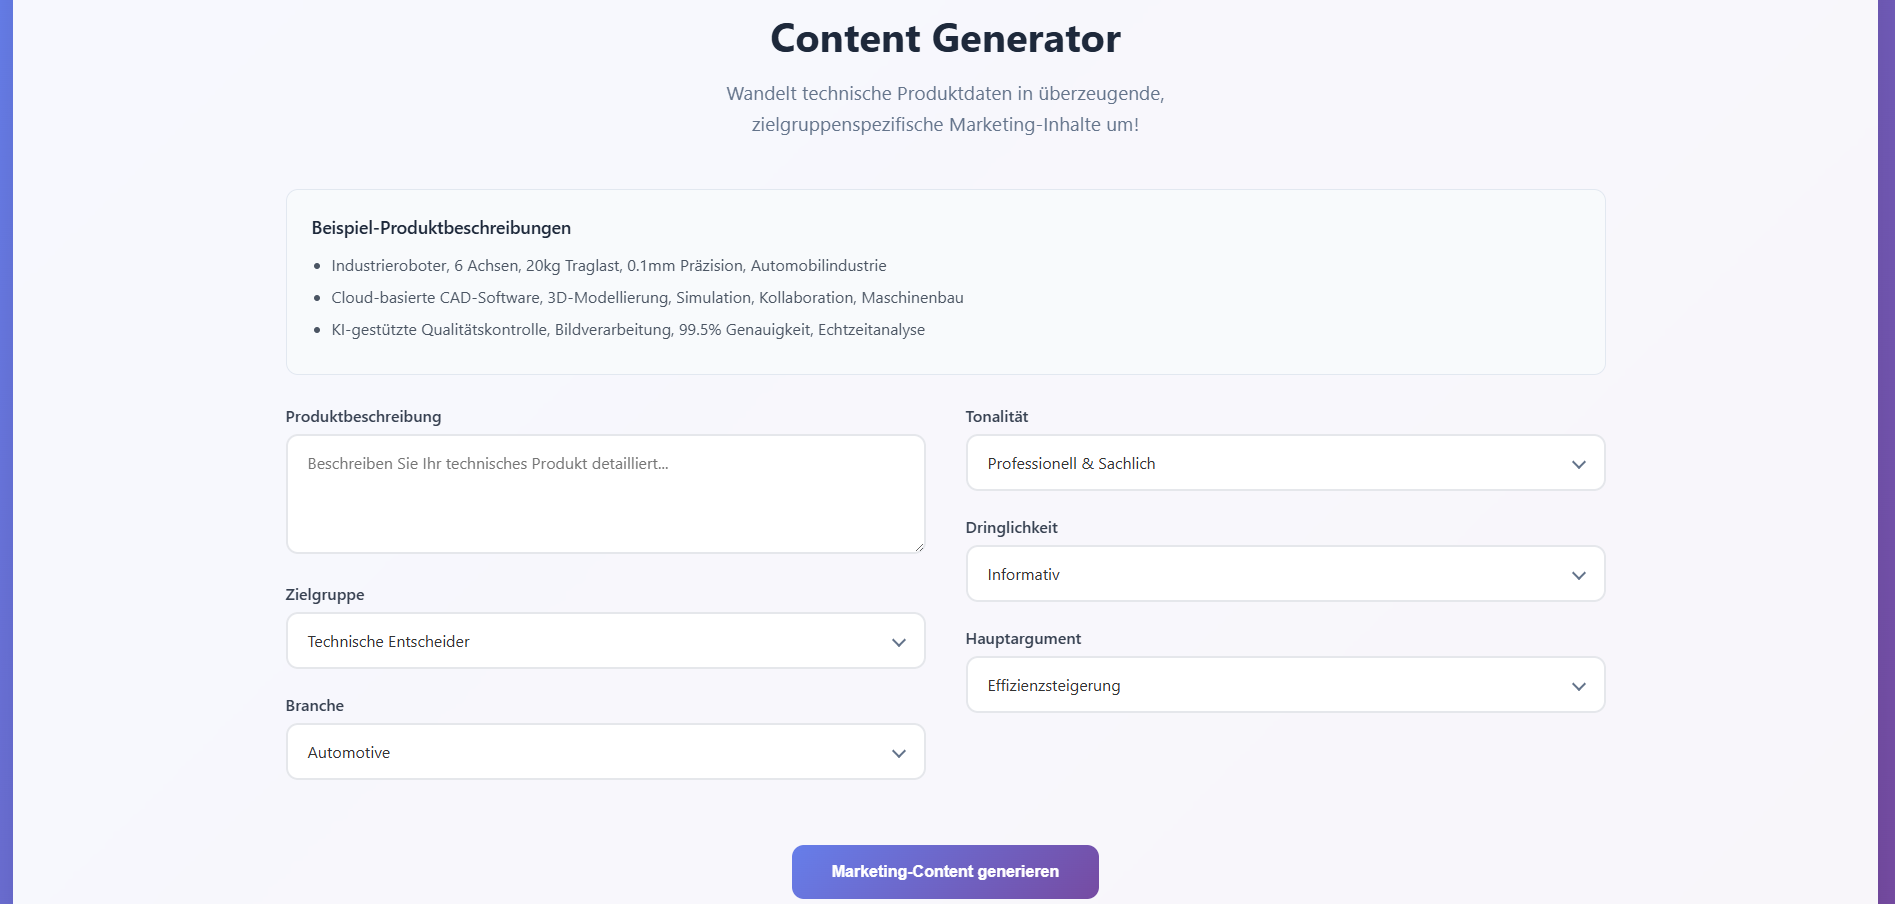 Content Generator
Wandelt technische Produktdaten in überzeugende,
zielgruppenspezifische Marketing-Inhalte um!
Beispiel-Produktbeschreibungen
Industrieroboter, 6 Achsen, 20kg Traglast, 0.1mm Präzision, Automobilindustrie
Cloud-basierte CAD-Software, 3D-Modellierung, Simulation, Kollaboration, Maschinenbau
KI-gestützte Qualitätskontrolle, Bildverarbeitung, 99.5% Genauigkeit, Echtzeitanalyse
Produktbeschreibung
Beschreiben Sie Ihr technisches Produkt detailliert...
Zielgruppe
Technische Entscheider
Branche
Automotive
Tonalität
Professionell & Sachlich
Dringlichkeit
Informativ
Hauptargument
Effizienzsteigerung
Marketing-Content generieren